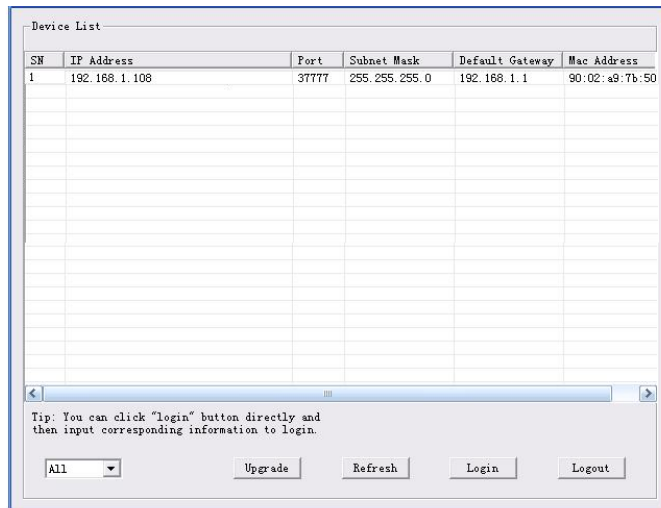 Device List
SN IP Address Port Subnet Mask Default Gateway Mac Address
1 192.168.1.108 37777 255.255.255.0 192.168.1.1 90:02:a9:7b:50
Tip: You can click "login" button directly and
then input corresponding information to login.
All Upgrade Refresh Login Logout